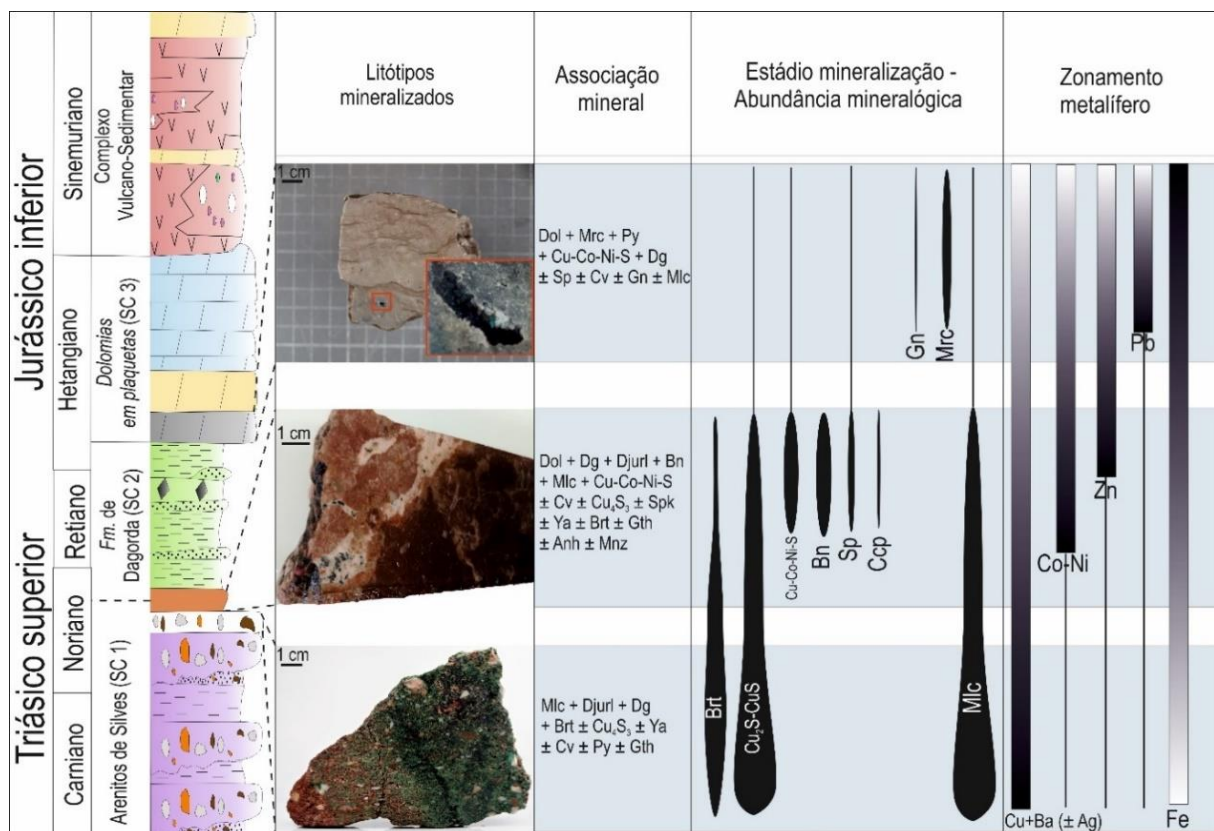 Litótipos
mineralizados
Associação
mineral
Estádio mineralização -
Abundância mineralógica
Zonamento
metalífero
Jurássico inferior
Triásico superior
Sinemuriano
Hetangiano
Retiano
Noriano
Carniano
Complexo
Vulcano-Sedimentar
Dolomias
em plaquetas (SC 3)
Fm. de
Dagorda (SC 2)
Arenitos de Silves (SC 1)
1 cm
Dol + Mrc + Py
+ Cu-Co-Ni-S + Dg
± Sp ± Cv ± Gn ± Mlc
Gn
Mrc
Pb
1 cm
Dol + Dg + Djurl + Bn
+ Mlc + Cu-Co-Ni-S
± Cv ± Cu₄S₃ ± Spk
± Ya ± Brt ± Gth
± Anh ± Mnz
Cu-Co-Ni-S
Bn
Sp
Ccp
Co-Ni
Zn
1 cm
Mlc + Djurl + Dg
+ Brt ± Cu₄S₃ ± Ya
± Cv ± Py ± Gth
Brt
Cu₂S-CuS
Mlc
Cu+Ba (± Ag)
Fe